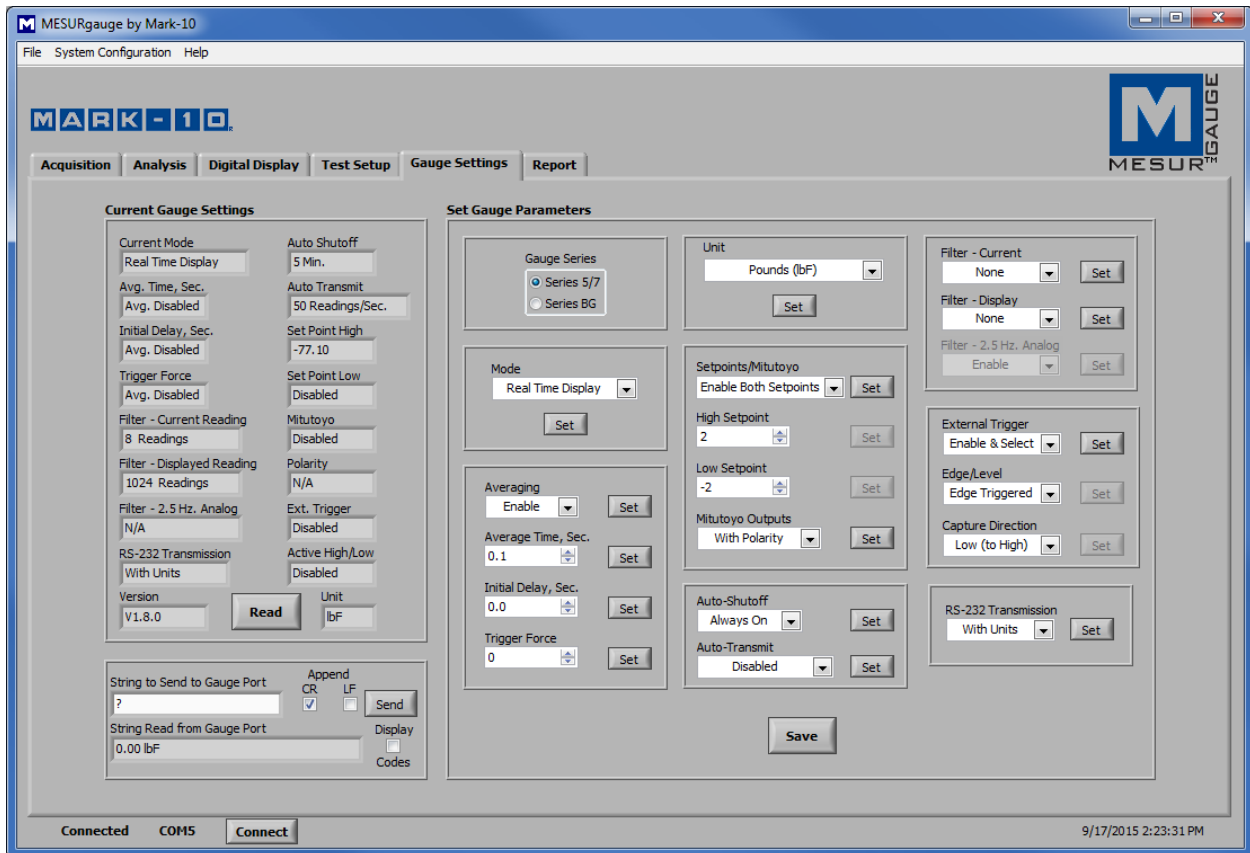 MESURgauge by Mark-10
File System Configuration Help
MARK-10
M
MESUR™ GAUGE
Acquisition Analysis Digital Display Test Setup Gauge Settings Report
Current Gauge Settings
Current Mode Auto Shutoff
Real Time Display 5 Min.
Avg. Time, Sec. Auto Transmit
Avg. Disabled 50 Readings/Sec.
Initial Delay, Sec. Set Point High
Avg. Disabled -77.10
Trigger Force Set Point Low
Avg. Disabled Disabled
Filter - Current Reading Mitutoyo
8 Readings Disabled
Filter - Displayed Reading Polarity
1024 Readings N/A
Filter - 2.5 Hz. Analog Ext. Trigger
N/A Disabled
RS-232 Transmission Active High/Low
With Units Disabled
Version Unit
V1.8.0 Read lbF
String to Send to Gauge Port Append
CR LF
? Send
String Read from Gauge Port Display
0.00 lbF
Codes
Set Gauge Parameters
Gauge Series
Series 5/7
Series BG
Mode
Real Time Display
Set
Averaging
Enable Set
Average Time, Sec.
0.1 Set
Initial Delay, Sec.
0.0 Set
Trigger Force
0 Set
Unit
Pounds (lbF)
Set
Setpoints/Mitutoyo
Enable Both Setpoints Set
High Setpoint
2 Set
Low Setpoint
-2 Set
Mitutoyo Outputs
With Polarity Set
Auto-Shutoff
Always On Set
Auto-Transmit
Disabled Set
Filter - Current
None Set
Filter - Display
None Set
Filter - 2.5 Hz. Analog
Enable Set
External Trigger
Enable & Select Set
Edge/Level
Edge Triggered Set
Capture Direction
Low (to High) Set
RS-232 Transmission
With Units Set
Save
Connected COM5 Connect 9/17/2015 2:23:31 PM